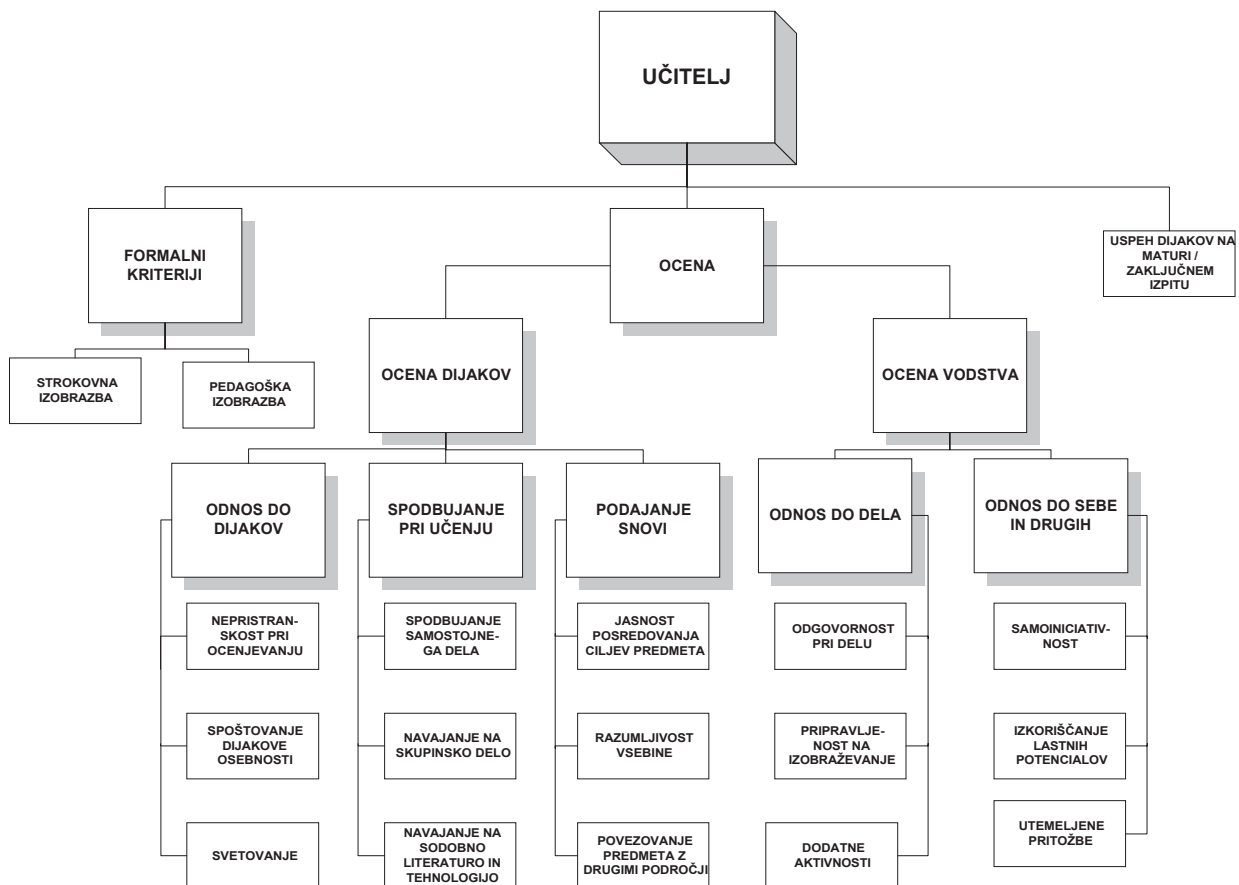 UČITELJ
FORMALNI
KRITERIJI
OCENA
USPEH DIJAKOV NA
MATURI /
ZAKLJUČNEM
IZPITU
STROKOVNA
IZOBRAZBA
PEDAGOŠKA
IZOBRAZBA
OCENA DIJAKOV
OCENA VODSTVA
ODNOS DO
DIJAKOV
SPODBUJANJE
PRI UČENJU
PODAJANJE
SNOVI
ODNOS DO DELA
ODNOS DO SEBE
IN DRUGIH
NEPRISTRAN-
SKOST PRI
OCENJEVANJU
SPODBUJANJE
SAMOSTOJNE-
GA DELA
JASNOST
POSREDOVANJA
CILJEV PREDMETA
ODGOVORNOST
PRI DELU
SAMOINICIATIV-
NOST
SPOŠTOVANJE
DIJAKOVE
OSEBNOSTI
NAVAJANJE NA
SKUPINSKO DELO
RAZUMLJIVOST
VSEBINE
PRIPRAVLJE-
NOST NA
IZOBRAŽEVANJE
IZKORIŠČANJE
LASTNIH
POTENCIALOV
SVETOVANJE
NAVAJANJE NA
SODOBNO
LITERATURO IN
TEHNOLOGIJO
POVEZOVANJE
PREDMETA Z
DRUGIMI PODROČJI
DODATNE
AKTIVNOSTI
UTEMELJENE
PRITOŽBE